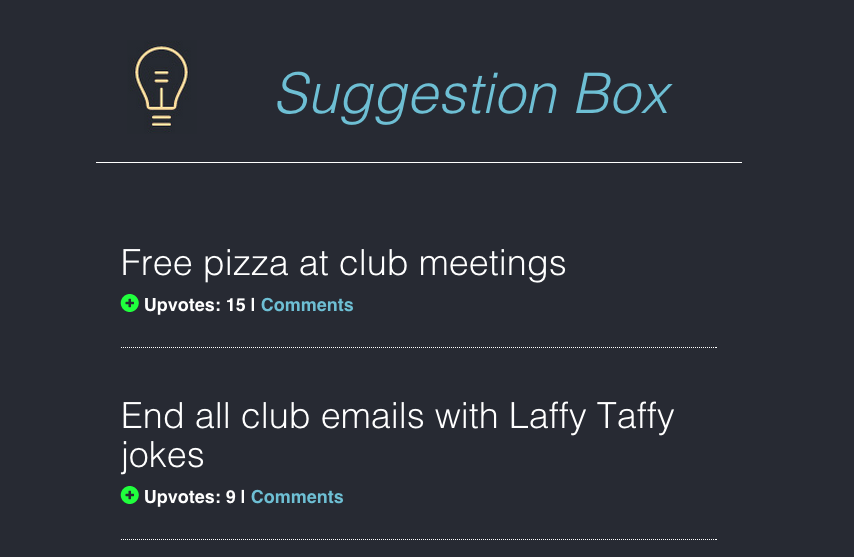 Suggestion Box
Free pizza at club meetings
Upvotes: 15 | Comments
End all club emails with Laffy Taffy
jokes
Upvotes: 9 | Comments